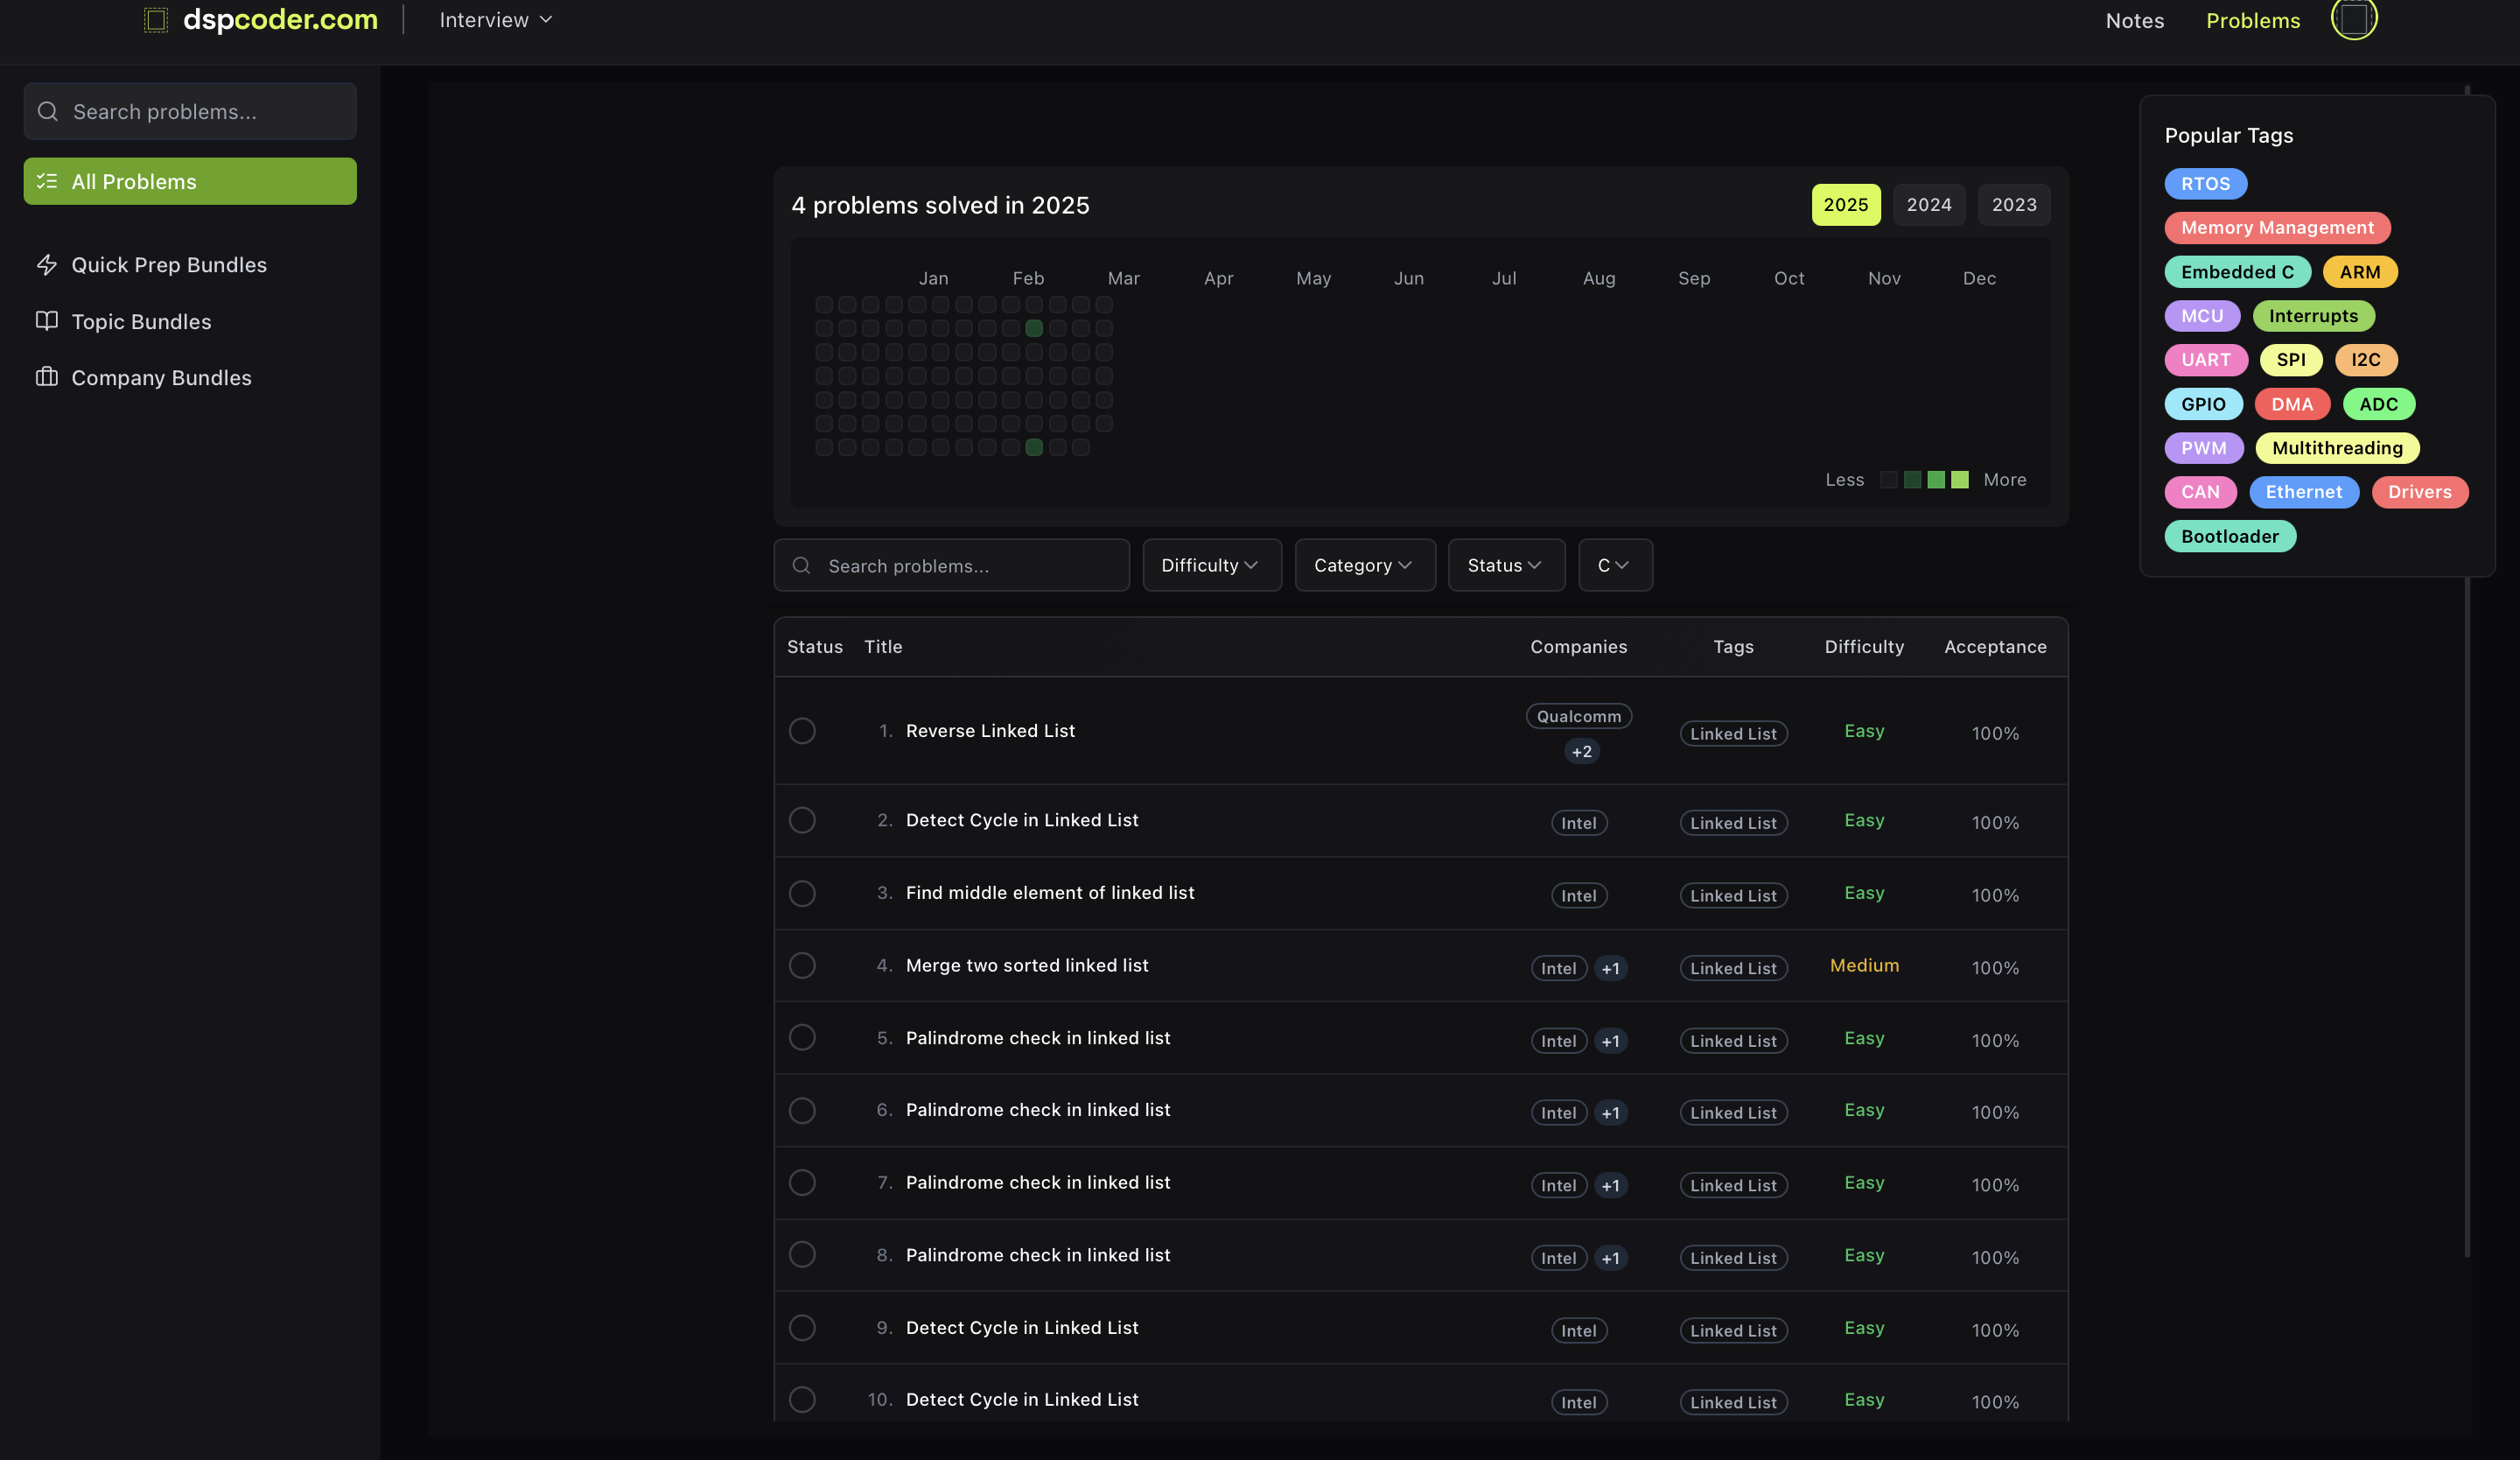 dspcoder.com Interview Notes Problems
Search problems...
All Problems
Quick Prep Bundles
Topic Bundles
Company Bundles
4 problems solved in 2025 2025 2024 2023
Jan Feb Mar Apr May Jun Jul Aug Sep Oct Nov Dec
Less More
Search problems... Difficulty Category Status C
Status Title Companies Tags Difficulty Acceptance
1. Reverse Linked List Qualcomm +2 Linked List Easy 100%
2. Detect Cycle in Linked List Intel Linked List Easy 100%
3. Find middle element of linked list Intel Linked List Easy 100%
4. Merge two sorted linked list Intel +1 Linked List Medium 100%
5. Palindrome check in linked list Intel +1 Linked List Easy 100%
6. Palindrome check in linked list Intel +1 Linked List Easy 100%
7. Palindrome check in linked list Intel +1 Linked List Easy 100%
8. Palindrome check in linked list Intel +1 Linked List Easy 100%
9. Detect Cycle in Linked List Intel Linked List Easy 100%
10. Detect Cycle in Linked List Intel Linked List Easy 100%
Popular Tags
RTOS
Memory Management
Embedded C ARM
MCU Interrupts
UART SPI I2C
GPIO DMA ADC
PWM Multithreading
CAN Ethernet Drivers
Bootloader